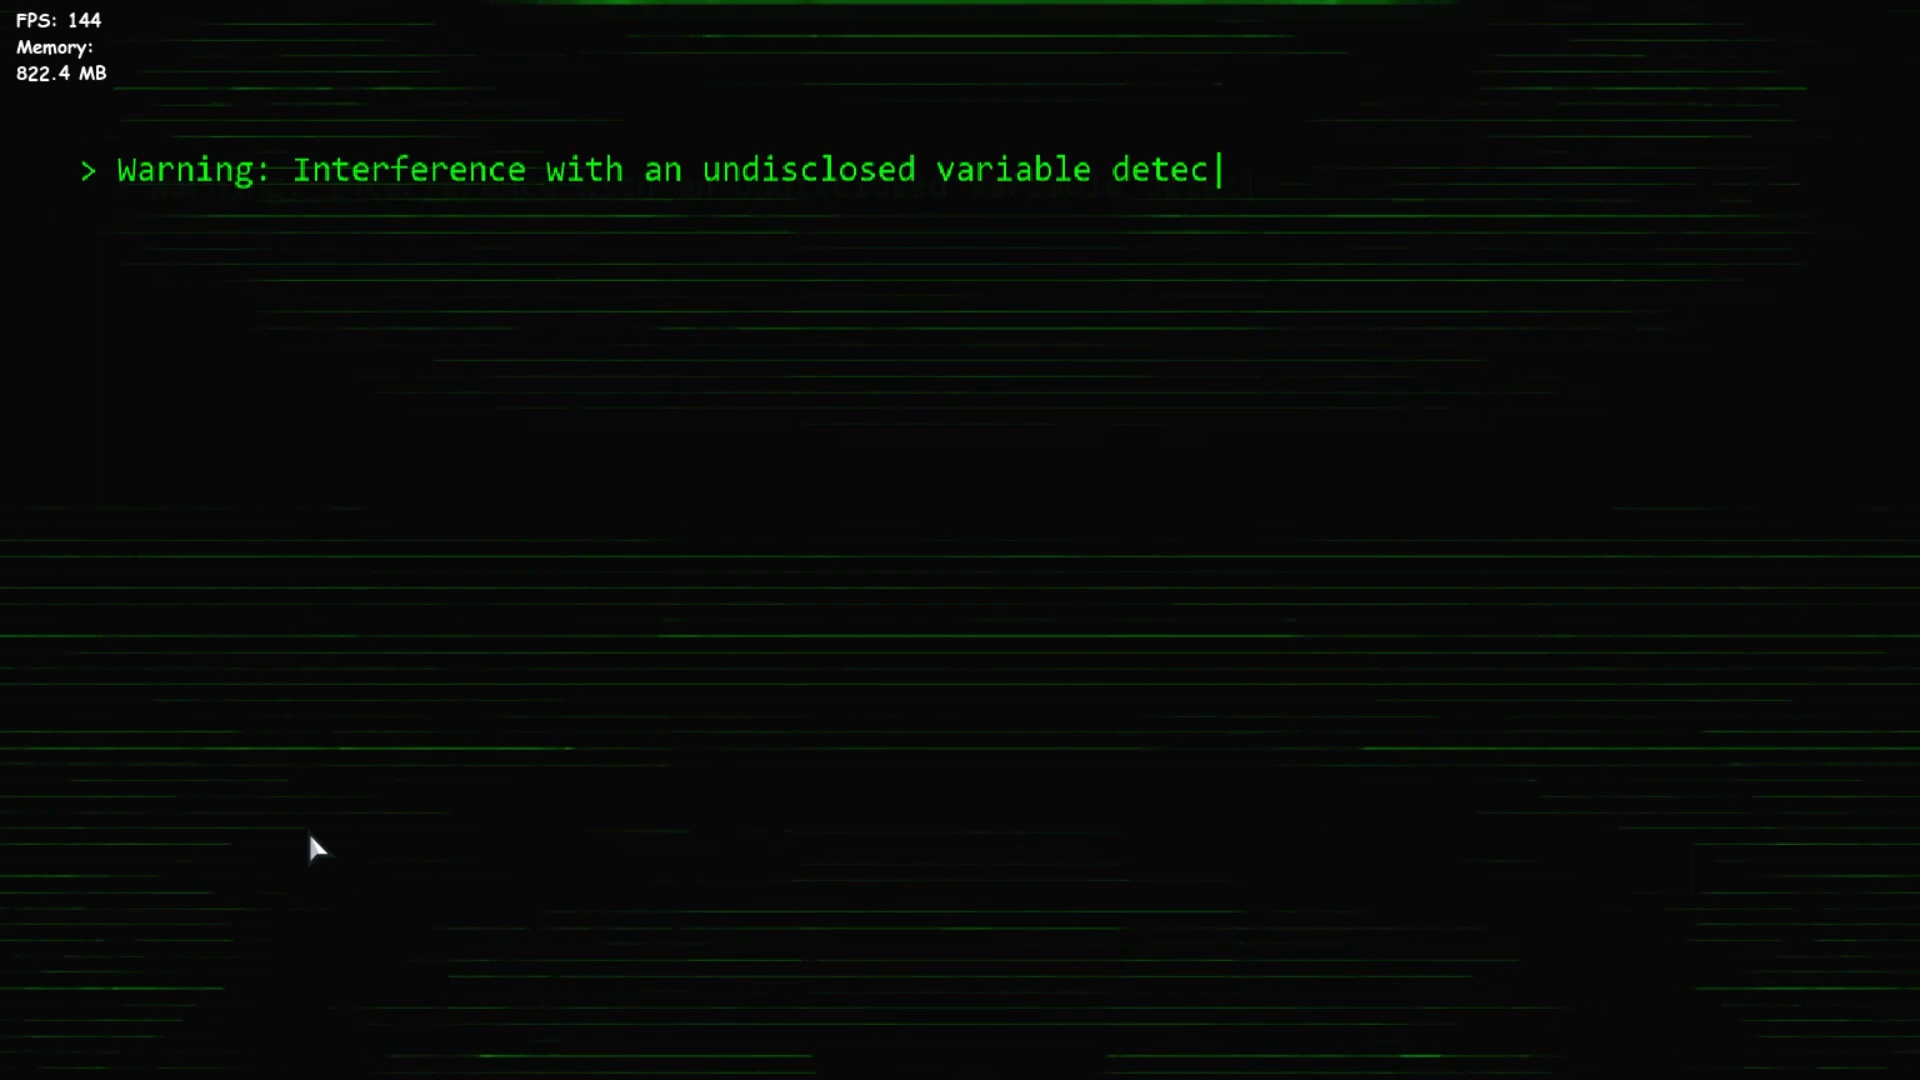 FPS: 144
Memory:
822.4 MB
> Warning: Interference with an undisclosed variable detec|